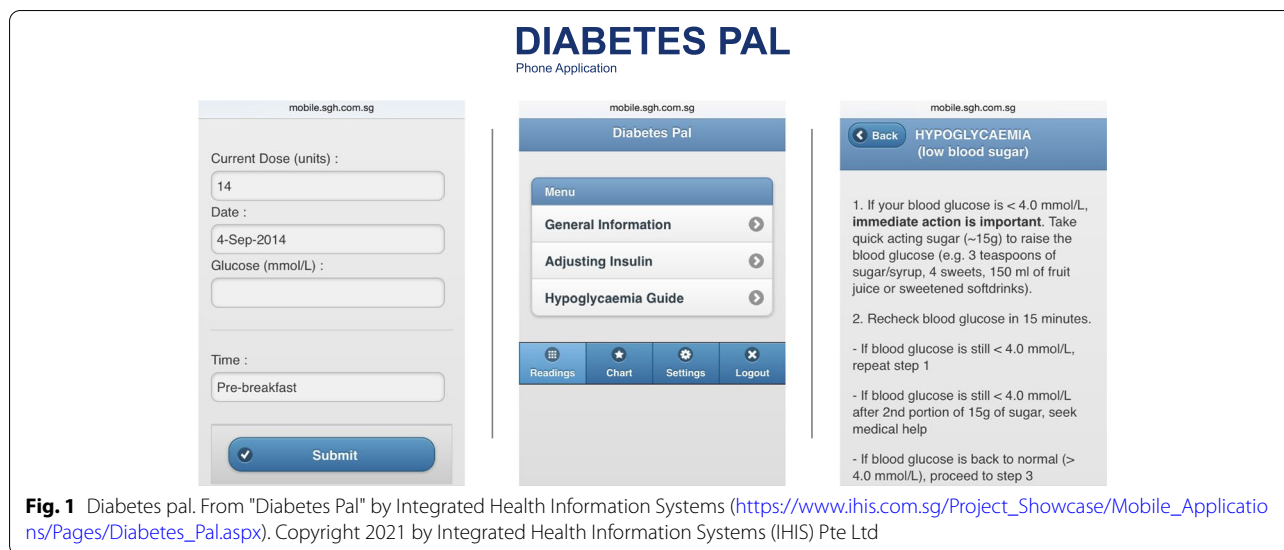 DIABETES PAL
Phone Application
mobile.sgh.com.sg
Current Dose (units) :
14
Date :
4-Sep-2014
Glucose (mmol/L) :
Time :
Pre-breakfast
Submit
mobile.sgh.com.sg
Diabetes Pal
Menu
General Information
Adjusting Insulin
Hypoglycaemia Guide
Readings
Chart
Settings
Logout
mobile.sgh.com.sg
Back
HYPOGLYCAEMIA
(low blood sugar)
1. If your blood glucose is < 4.0 mmol/L,
immediate action is important. Take
quick acting sugar (~15g) to raise the
blood glucose (e.g. 3 teaspoons of
sugar/syrup, 4 sweets, 150 ml of fruit
juice or sweetened softdrinks).
2. Recheck blood glucose in 15 minutes.
- If blood glucose is still < 4.0 mmol/L,
repeat step 1
- If blood glucose is still < 4.0 mmol/L
after 2nd portion of 15g of sugar, seek
medical help
- If blood glucose is back to normal (>
4.0 mmol/L), proceed to step 3
Fig. 1 Diabetes pal. From "Diabetes Pal" by Integrated Health Information Systems (https://www.ihis.com.sg/Project_Showcase/Mobile_Applicatio
ns/Pages/Diabetes_Pal.aspx). Copyright 2021 by Integrated Health Information Systems (IHIS) Pte Ltd